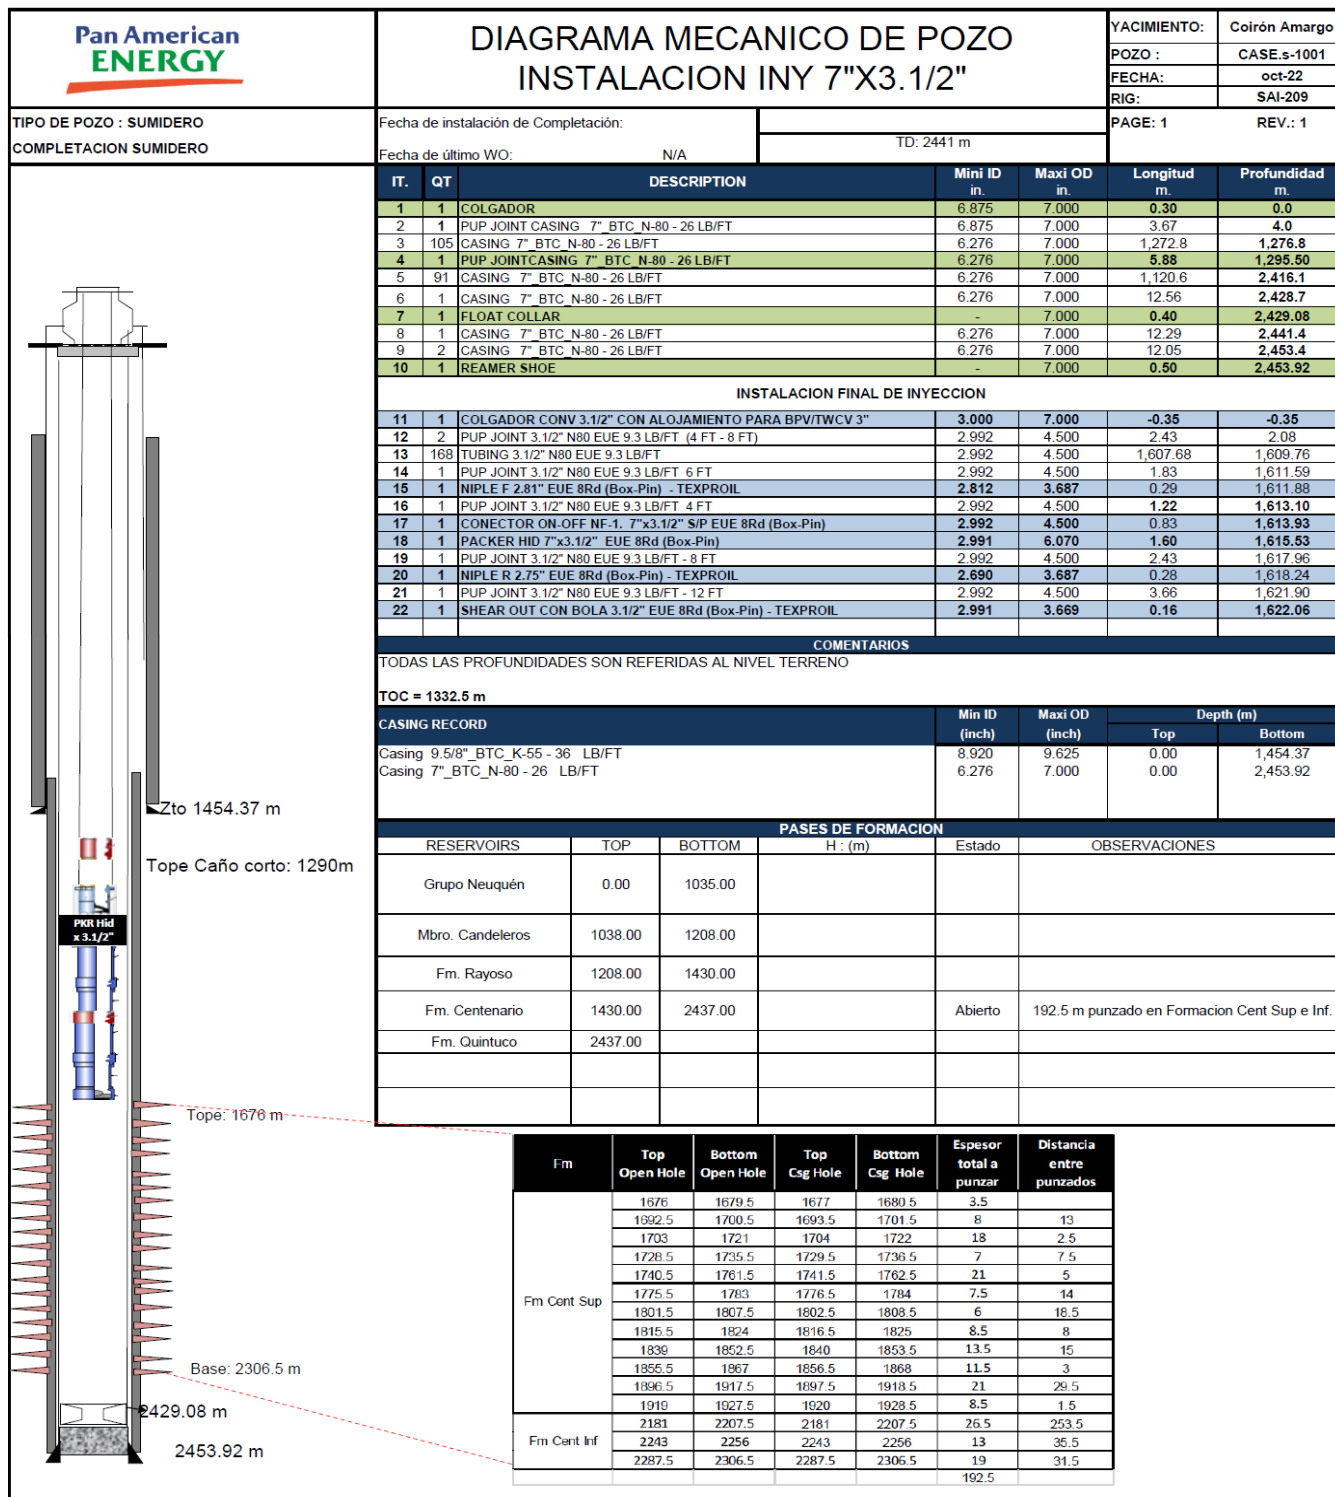 Pan American
ENERGY
DIAGRAMA MECANICO DE POZO
INSTALACION INY 7"X3.1/2"
YACIMIENTO: Coirón Amargo
POZO : CASE.s-1001
FECHA: oct-22
RIG: SAI-209
TIPO DE POZO : SUMIDERO
COMPLETACION SUMIDERO
Fecha de instalación de Completación:
Fecha de último WO: N/A
TD: 2441 m
PAGE: 1 REV.: 1
IT. QT DESCRIPTION Mini ID in. Maxi OD in. Longitud m. Profundidad m.
1 1 COLGADOR 6.875 7.000 0.30 0.0
2 1 PUP JOINT CASING 7"_BTC_N-80 - 26 LB/FT 6.875 7.000 3.67 4.0
3 105 CASING 7"_BTC_N-80 - 26 LB/FT 6.276 7.000 1,272.8 1,276.8
4 1 PUP JOINTCASING 7"_BTC_N-80 - 26 LB/FT 6.276 7.000 5.88 1,295.50
5 91 CASING 7"_BTC_N-80 - 26 LB/FT 6.276 7.000 1,120.6 2,416.1
6 1 CASING 7"_BTC_N-80 - 26 LB/FT 6.276 7.000 12.56 2,428.7
7 1 FLOAT COLLAR - 7.000 0.40 2,429.08
8 1 CASING 7"_BTC_N-80 - 26 LB/FT 6.276 7.000 12.29 2,441.4
9 2 CASING 7"_BTC_N-80 - 26 LB/FT 6.276 7.000 12.05 2,453.4
10 1 REAMER SHOE - 7.000 0.50 2,453.92
INSTALACION FINAL DE INYECCION
11 1 COLGADOR CONV 3.1/2" CON ALOJAMIENTO PARA BPV/TWCV 3" 3.000 7.000 -0.35 -0.35
12 2 PUP JOINT 3.1/2" N80 EUE 9.3 LB/FT (4 FT - 8 FT) 2.992 4.500 2.43 2.08
13 168 TUBING 3.1/2" N80 EUE 9.3 LB/FT 2.992 4.500 1,607.68 1,609.76
14 1 PUP JOINT 3.1/2" N80 EUE 9.3 LB/FT 6 FT 2.992 4.500 1.83 1,611.59
15 1 NIPLE F 2.81" EUE 8Rd (Box-Pin) - TEXPROIL 2.812 3.687 0.29 1,611.88
16 1 PUP JOINT 3.1/2" N80 EUE 9.3 LB/FT 4 FT 2.992 4.500 1.22 1,613.10
17 1 CONECTOR ON-OFF NF-1. 7"x3.1/2" S/P EUE 8Rd (Box-Pin) 2.992 4.500 0.83 1,613.93
18 1 PACKER HID 7"x3.1/2" EUE 8Rd (Box-Pin) 2.991 6.070 1.60 1,615.53
19 1 PUP JOINT 3.1/2" N80 EUE 9.3 LB/FT - 8 FT 2.992 4.500 2.43 1,617.96
20 1 NIPLE R 2.75" EUE 8Rd (Box-Pin) - TEXPROIL 2.690 3.687 0.28 1,618.24
21 1 PUP JOINT 3.1/2" N80 EUE 9.3 LB/FT - 12 FT 2.992 4.500 3.66 1,621.90
22 1 SHEAR OUT CON BOLA 3.1/2" EUE 8Rd (Box-Pin) - TEXPROIL 2.991 3.669 0.16 1,622.06
COMENTARIOS
TODAS LAS PROFUNDIDADES SON REFERIDAS AL NIVEL TERRENO
TOC = 1332.5 m
CASING RECORD Min ID (inch) Maxi OD (inch) Depth (m) Top Bottom
Casing 9.5/8"_BTC_K-55 - 36 LB/FT 8.920 9.625 0.00 1,454.37
Casing 7"_BTC_N-80 - 26 LB/FT 6.276 7.000 0.00 2,453.92
PASES DE FORMACION
RESERVOIRS TOP BOTTOM H : (m) Estado OBSERVACIONES
Grupo Neuquén 0.00 1035.00
Mbro. Candeleros 1038.00 1208.00
Fm. Rayoso 1208.00 1430.00
Fm. Centenario 1430.00 2437.00 Abierto 192.5 m punzado en Formacion Cent Sup e Inf.
Fm. Quintuco 2437.00
Zto 1454.37 m
Tope Caño corto: 1290m
PKR Hid
x 3.1/2"
Tope: 1676 m
Base: 2306.5 m
2429.08 m
2453.92 m
Fm Top Open Hole Bottom Open Hole Top Csg Hole Bottom Csg Hole Espesor total a punzar Distancia entre punzados
Fm Cent Sup
1676 1679.5 1677 1680.5 3.5
1692.5 1700.5 1693.5 1701.5 8 13
1703 1721 1704 1722 18 2.5
1728.5 1735.5 1729.5 1736.5 7 7.5
1740.5 1761.5 1741.5 1762.5 21 5
1775.5 1783 1776.5 1784 7.5 14
1801.5 1807.5 1802.5 1808.5 6 18.5
1815.5 1824 1816.5 1825 8.5 8
1839 1852.5 1840 1853.5 13.5 15
1855.5 1867 1856.5 1868 11.5 3
1896.5 1917.5 1897.5 1918.5 21 29.5
1919 1927.5 1920 1928.5 8.5 1.5
Fm Cent Inf
2181 2207.5 2181 2207.5 26.5 253.5
2243 2256 2243 2256 13 35.5
2287.5 2306.5 2287.5 2306.5 19 31.5
192.5